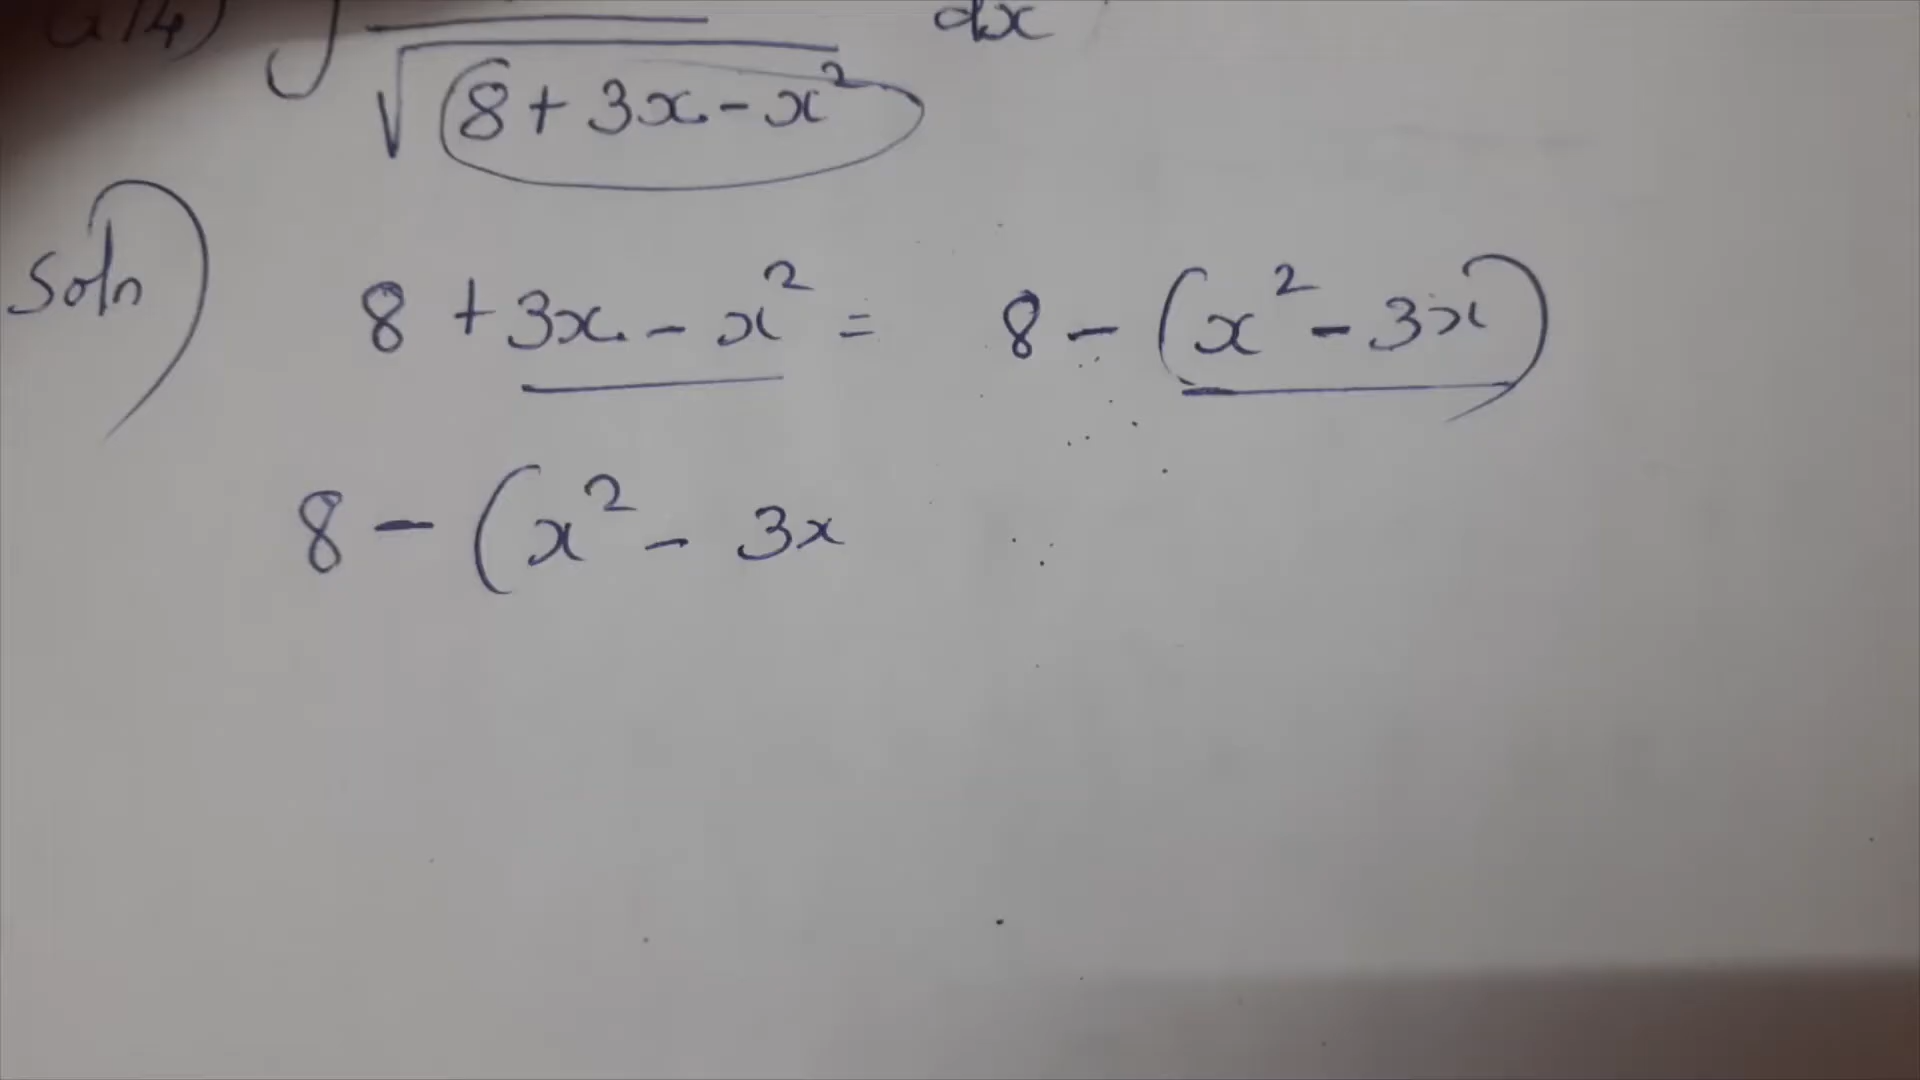 ∫ ――― dx
√(8 + 3x - x²)
Soln) 8 + 3x - x² = 8 - (x² - 3x)
8 - (x² - 3x